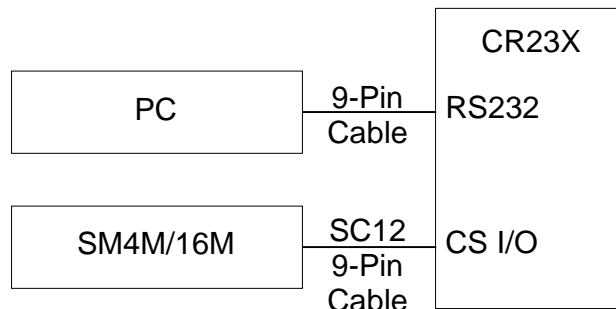 CR23X
PC
9-Pin
Cable
RS232
SM4M/16M
SC12
9-Pin
Cable
CS I/O